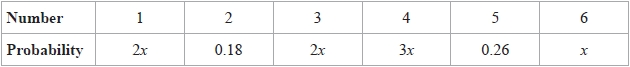 Number 1 2 3 4 5 6
Probability 2x 0.18 2x 3x 0.26 x